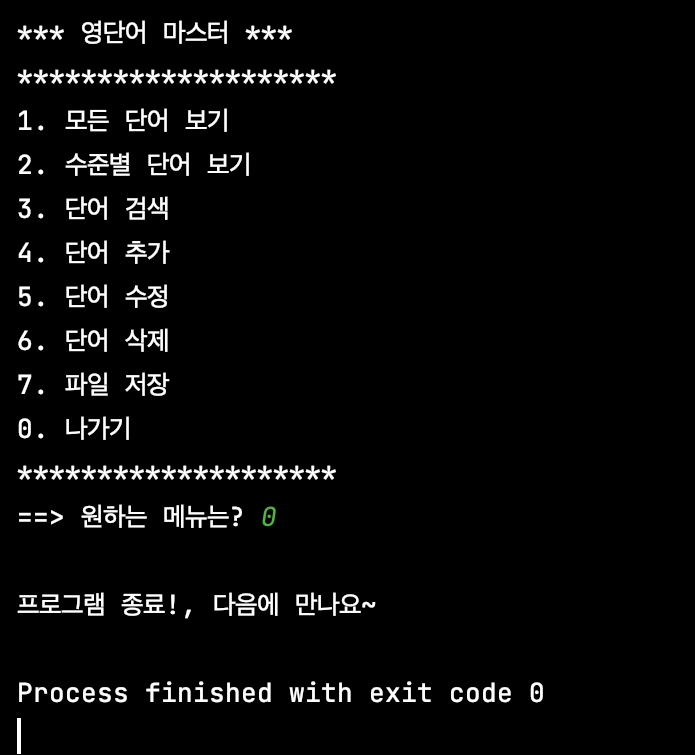 *** 영단어 마스터 ***
********************
1. 모든 단어 보기
2. 수준별 단어 보기
3. 단어 검색
4. 단어 추가
5. 단어 수정
6. 단어 삭제
7. 파일 저장
0. 나가기
********************
==> 원하는 메뉴는? 0
프로그램 종료!, 다음에 만나요~
Process finished with exit code 0